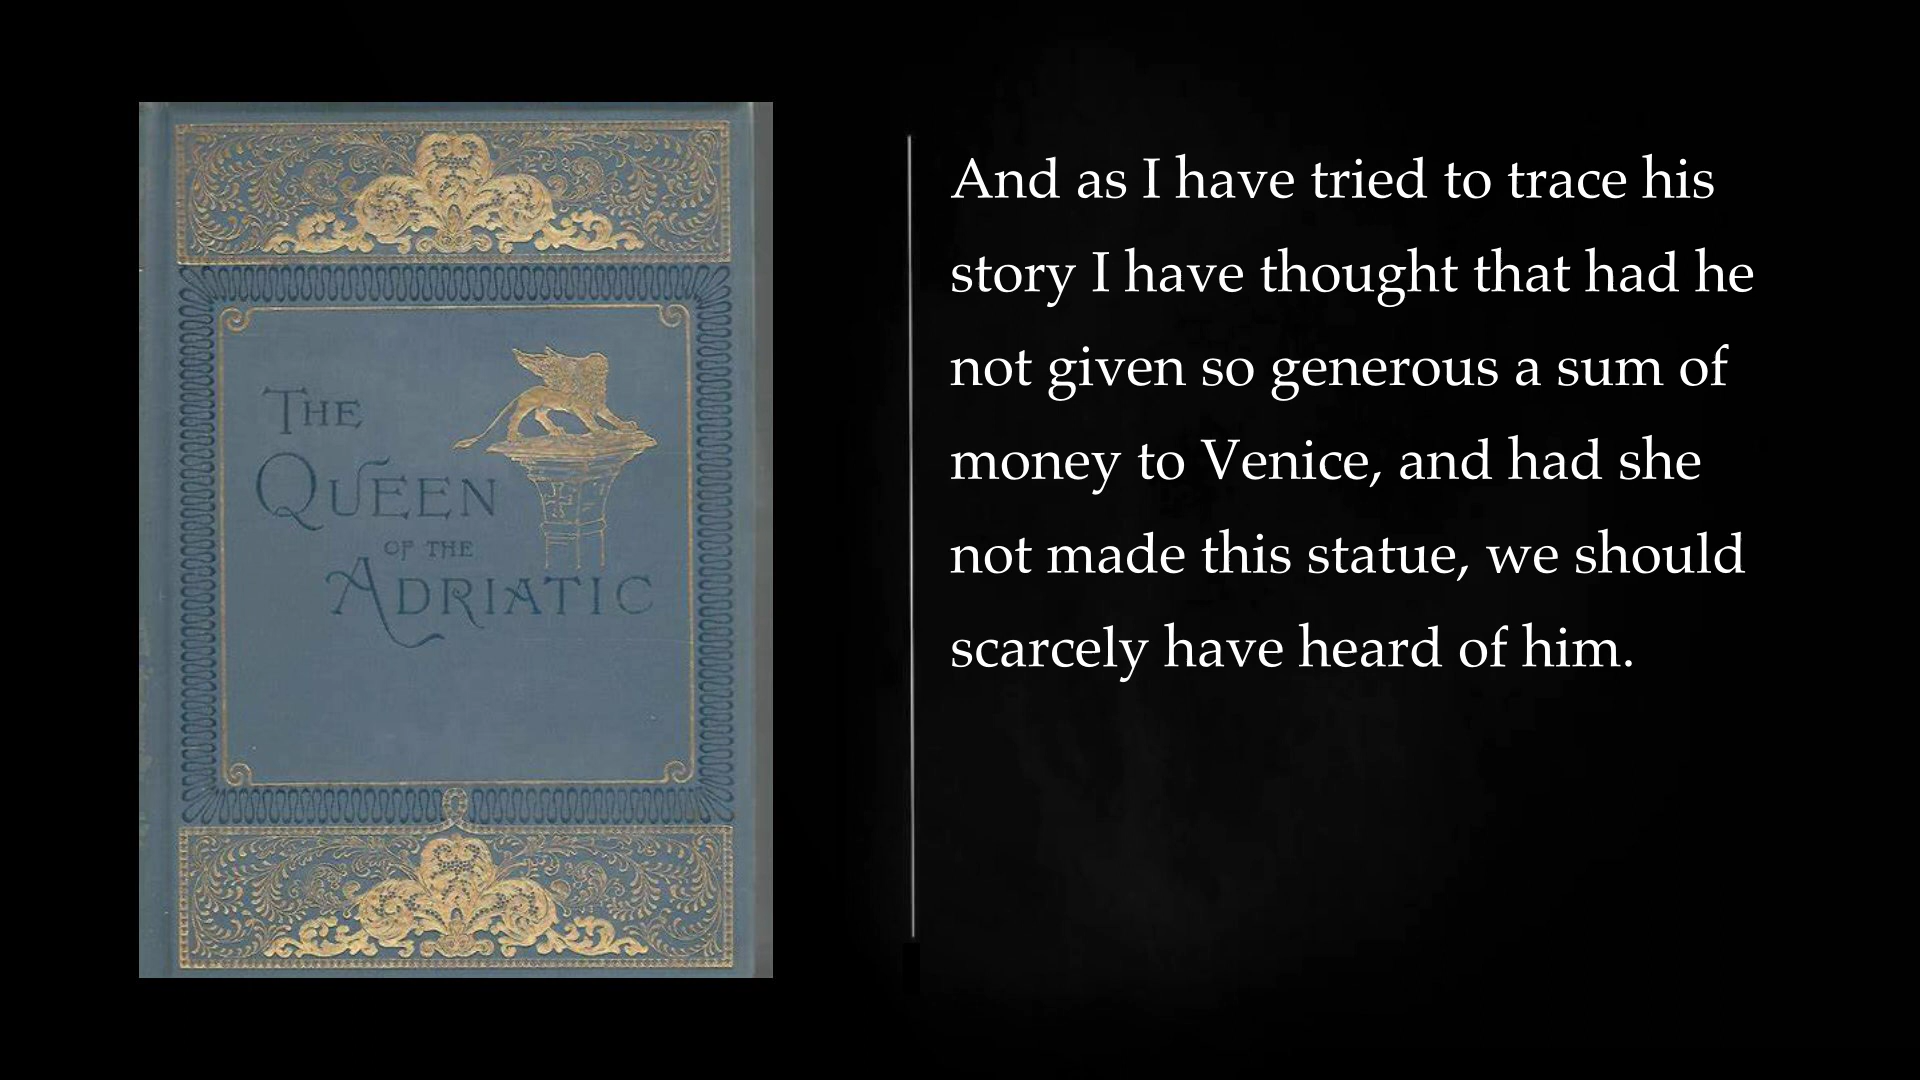 THE
QUEEN
OF THE
ADRIATIC
And as I have tried to trace his
story I have thought that had he
not given so generous a sum of
money to Venice, and had she
not made this statue, we should
scarcely have heard of him.